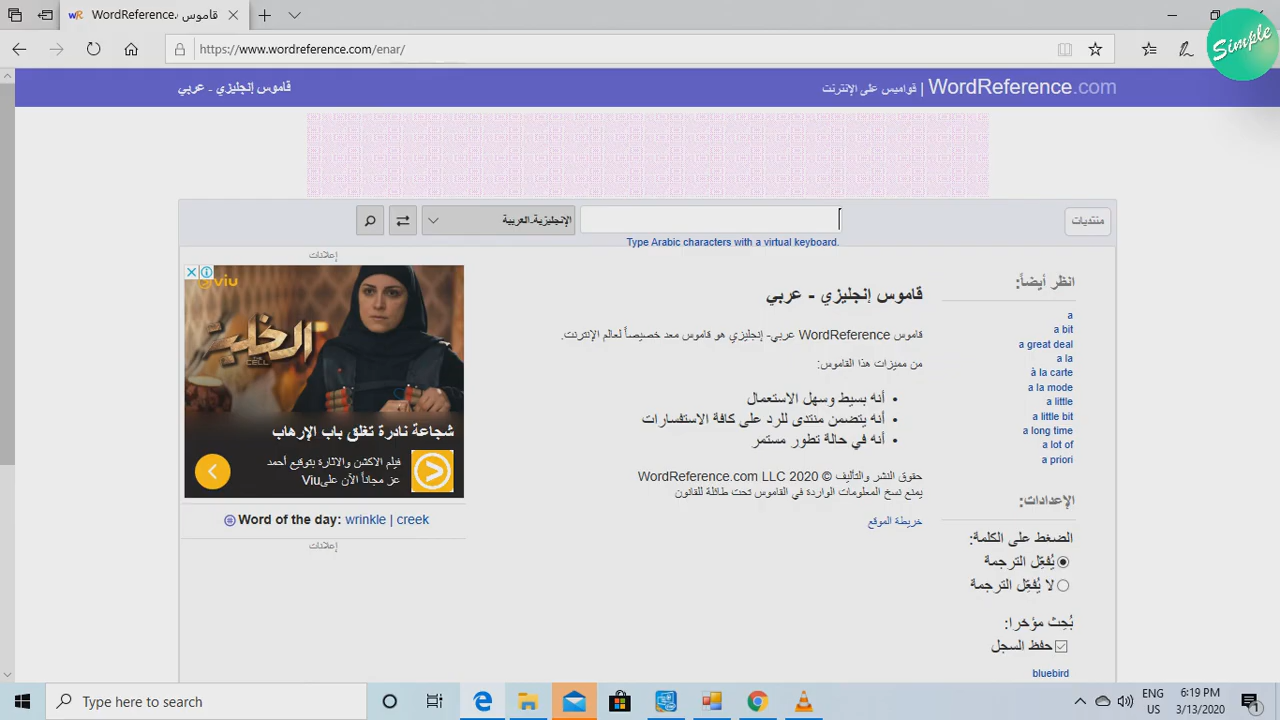 WordReference. قاموس
https://www.wordreference.com/enar/
Simple
WordReference.com | قواميس على الإنترنت
قاموس إنجليزي - عربي
منتديات
الإنجليزية-العربية
Type Arabic characters with a virtual keyboard.
إعلانات
viu
الخلية
THE CELL
شجاعة نادرة تغلق باب الإرهاب
فيلم الاكشن والاثارة بتوقيع أحمد
عز مجاناً الآن علىViu
Word of the day: wrinkle | creek
إعلانات
قاموس إنجليزي - عربي
قاموس WordReference عربي- إنجليزي هو قاموس معد خصيصاً لعالم الإنترنت.
من مميزات هذا القاموس:
• أنه بسيط وسهل الاستعمال
• أنه يتضمن منتدى للرد على كافة الاستفسارات
• أنه في حالة تطور مستمر
حقوق النشر والتأليف © WordReference.com LLC 2020
يمنع نسخ المعلومات الواردة في القاموس تحت طائلة للقانون
خريطة الموقع
انظر أيضاً:
a
a bit
a great deal
a la
à la carte
a la mode
a little
a little bit
a long time
a lot of
a priori
الإعدادات:
الضغط على الكلمة:
يُفعِّل الترجمة
لا يُفعِّل الترجمة
بُحِث مؤخرا:
حفظ السجل
bluebird
Type here to search
ENG
US
6:19 PM
3/13/2020
1